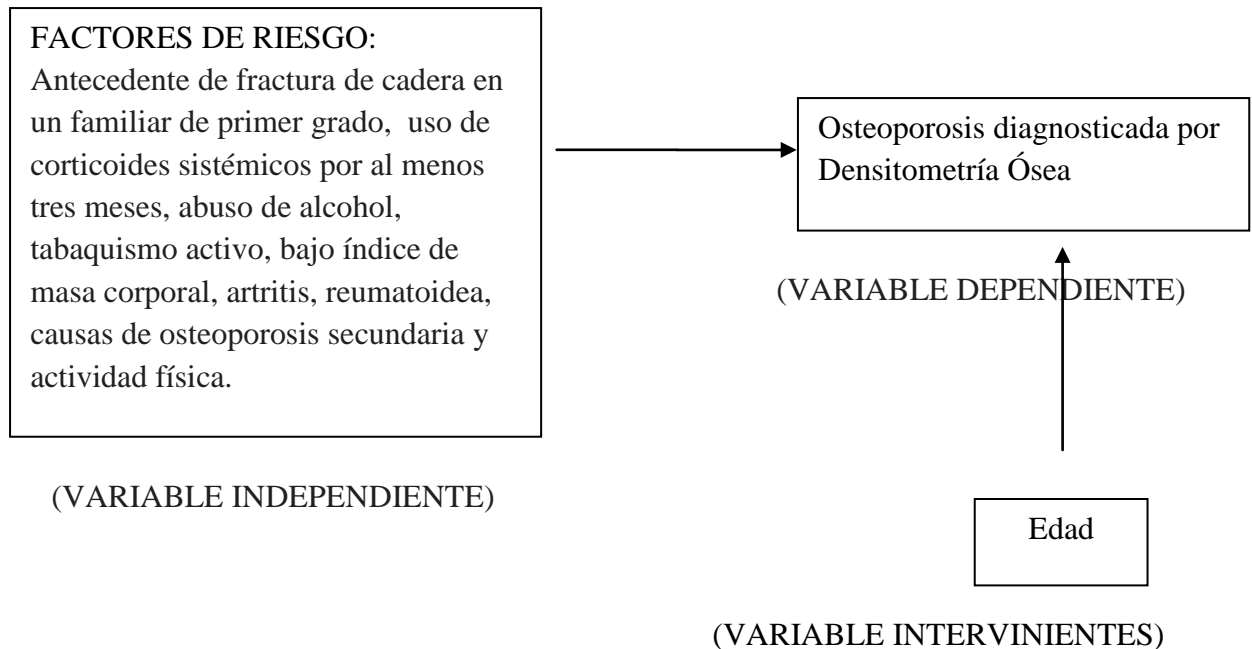 FACTORES DE RIESGO:
Antecedente de fractura de cadera en
un familiar de primer grado, uso de
corticoides sistémicos por al menos
tres meses, abuso de alcohol,
tabaquismo activo, bajo índice de
masa corporal, artritis, reumatoidea,
causas de osteoporosis secundaria y
actividad física.
(VARIABLE INDEPENDIENTE)
Osteoporosis diagnosticada por
Densitometría Ósea
(VARIABLE DEPENDIENTE)
Edad
(VARIABLE INTERVINIENTES)